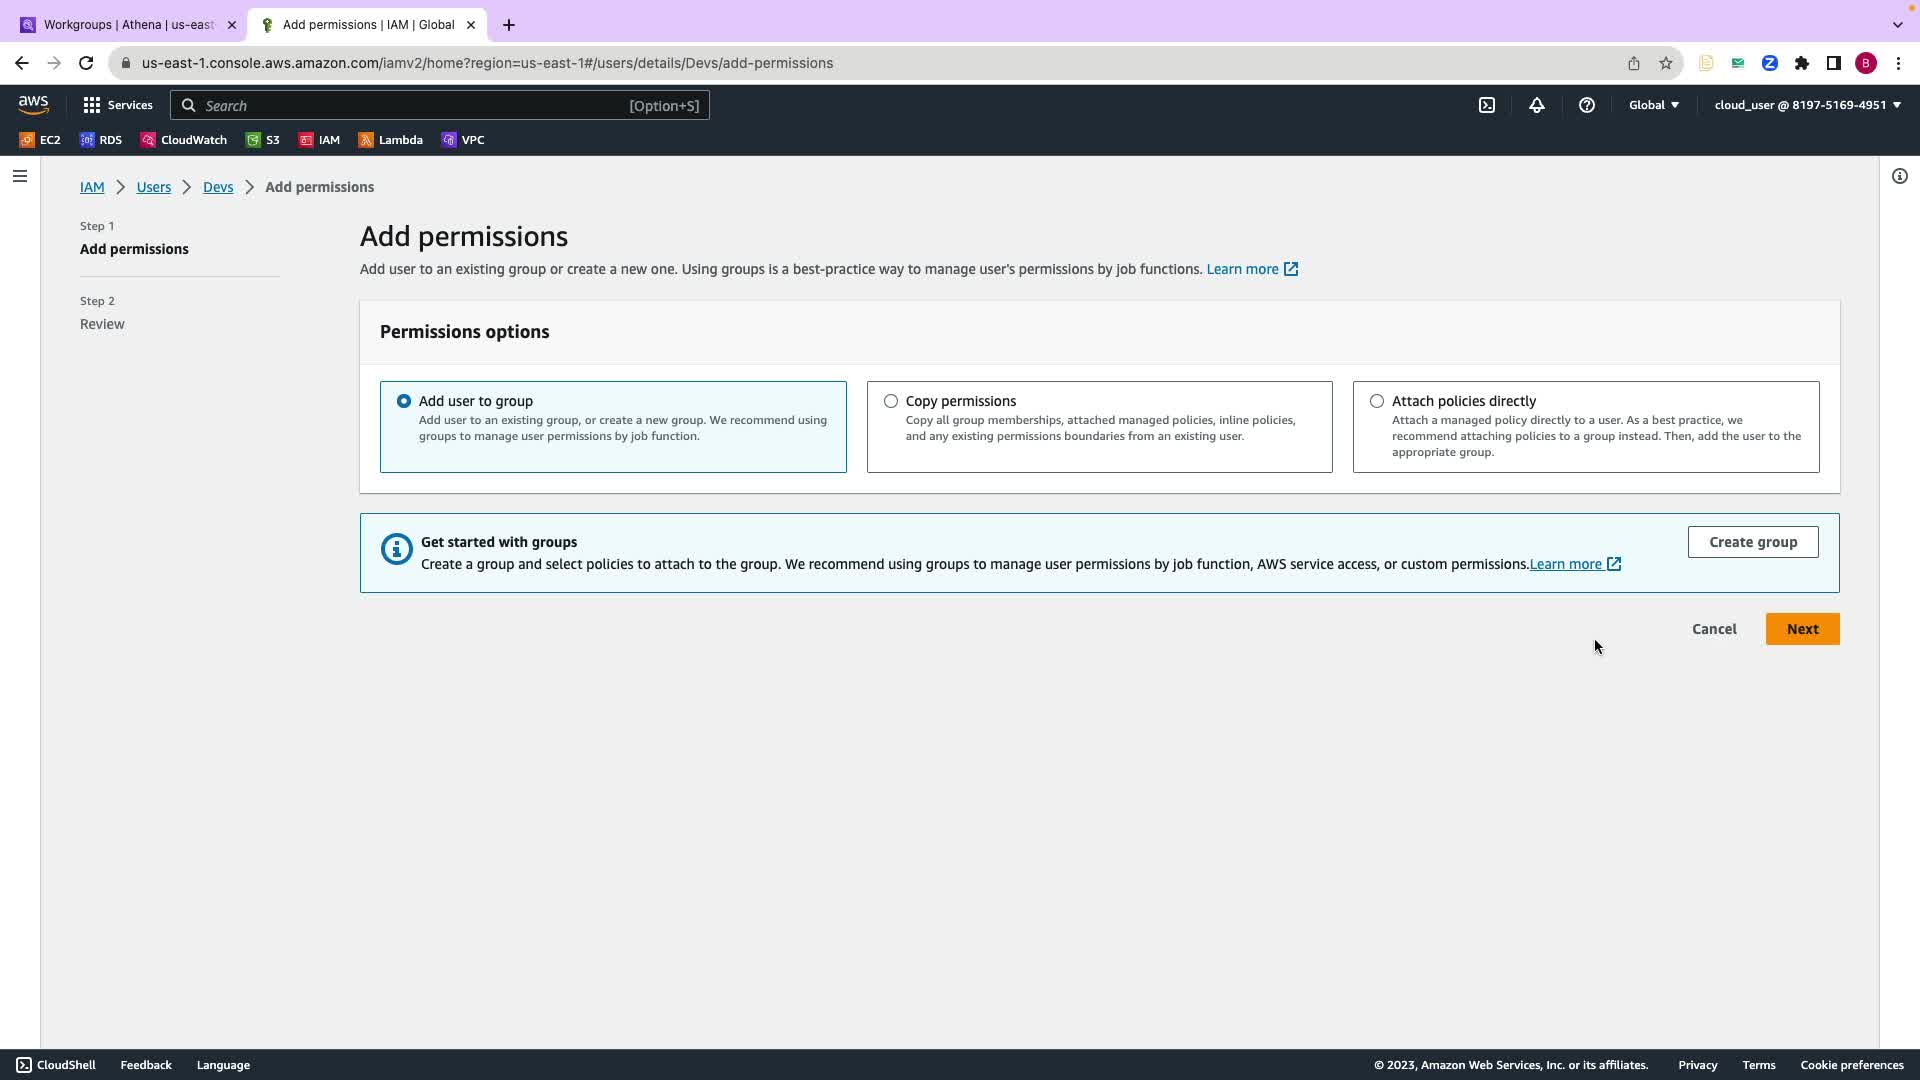 Workgroups | Athena | us-east
Add permissions | IAM | Global
us-east-1.console.aws.amazon.com/iamv2/home?region=us-east-1#/users/details/Devs/add-permissions
B
aws
Services
Search
[Option+S]
Global
cloud_user @ 8197-5169-4951
EC2
RDS
CloudWatch
S3
IAM
Lambda
VPC
IAM > Users > Devs > Add permissions
Step 1
Add permissions
Step 2
Review
Add permissions
Add user to an existing group or create a new one. Using groups is a best-practice way to manage user's permissions by job functions. Learn more
Permissions options
Add user to group
Add user to an existing group, or create a new group. We recommend using
groups to manage user permissions by job function.
Copy permissions
Copy all group memberships, attached managed policies, inline policies,
and any existing permissions boundaries from an existing user.
Attach policies directly
Attach a managed policy directly to a user. As a best practice, we
recommend attaching policies to a group instead. Then, add the user to the
appropriate group.
Get started with groups
Create a group and select policies to attach to the group. We recommend using groups to manage user permissions by job function, AWS service access, or custom permissions.Learn more
Create group
Cancel
Next
CloudShell
Feedback
Language
© 2023, Amazon Web Services, Inc. or its affiliates.
Privacy
Terms
Cookie preferences